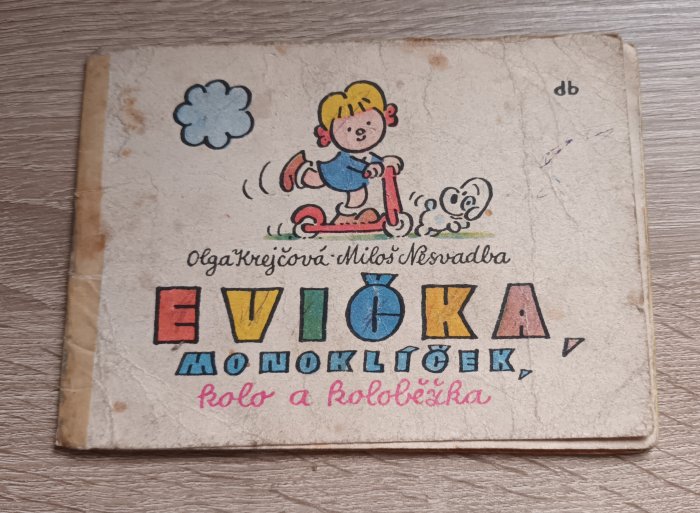 db
Olga Krejčová - Miloš Nesvadba
EVIČKA,
MONOKLÍČEK,
kolo a koloběžka